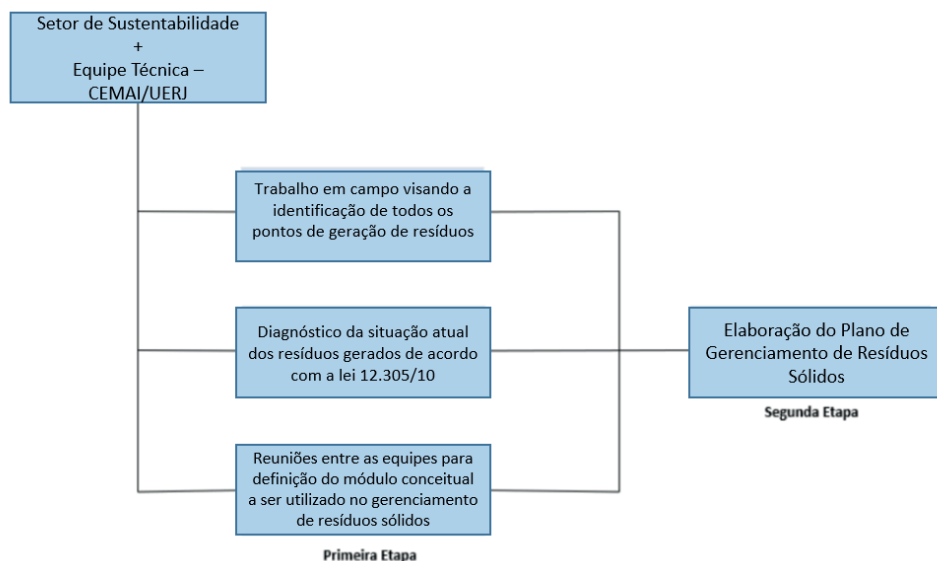 Setor de Sustentabilidade
+
Equipe Técnica –
CEMAI/UERJ
Trabalho em campo visando a
identificação de todos os
pontos de geração de resíduos
Diagnóstico da situação atual
dos resíduos gerados de acordo
com a lei 12.305/10
Elaboração do Plano de
Gerenciamento de Resíduos
Sólidos
Segunda Etapa
Reuniões entre as equipes para
definição do módulo conceitual
a ser utilizado no gerenciamento
de resíduos sólidos
Primeira Etapa